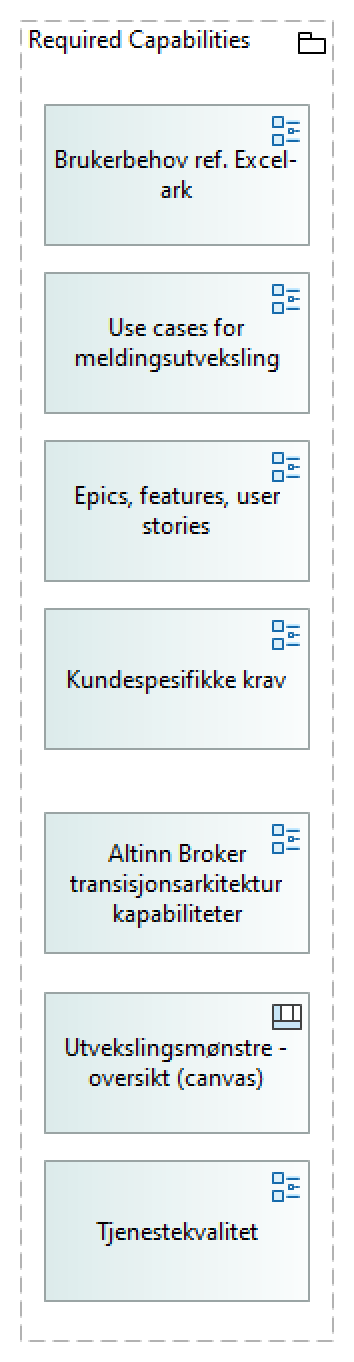 Required Capabilities
Brukerbehov ref. Excel-
ark
Use cases for
meldingsutveksling
Epics, features, user
stories
Kundespesifikke krav
Altinn Broker
transisjonsarkitektur
kapabiliteter
Utvekslingsmønstre -
oversikt (canvas)
Tjenestekvalitet